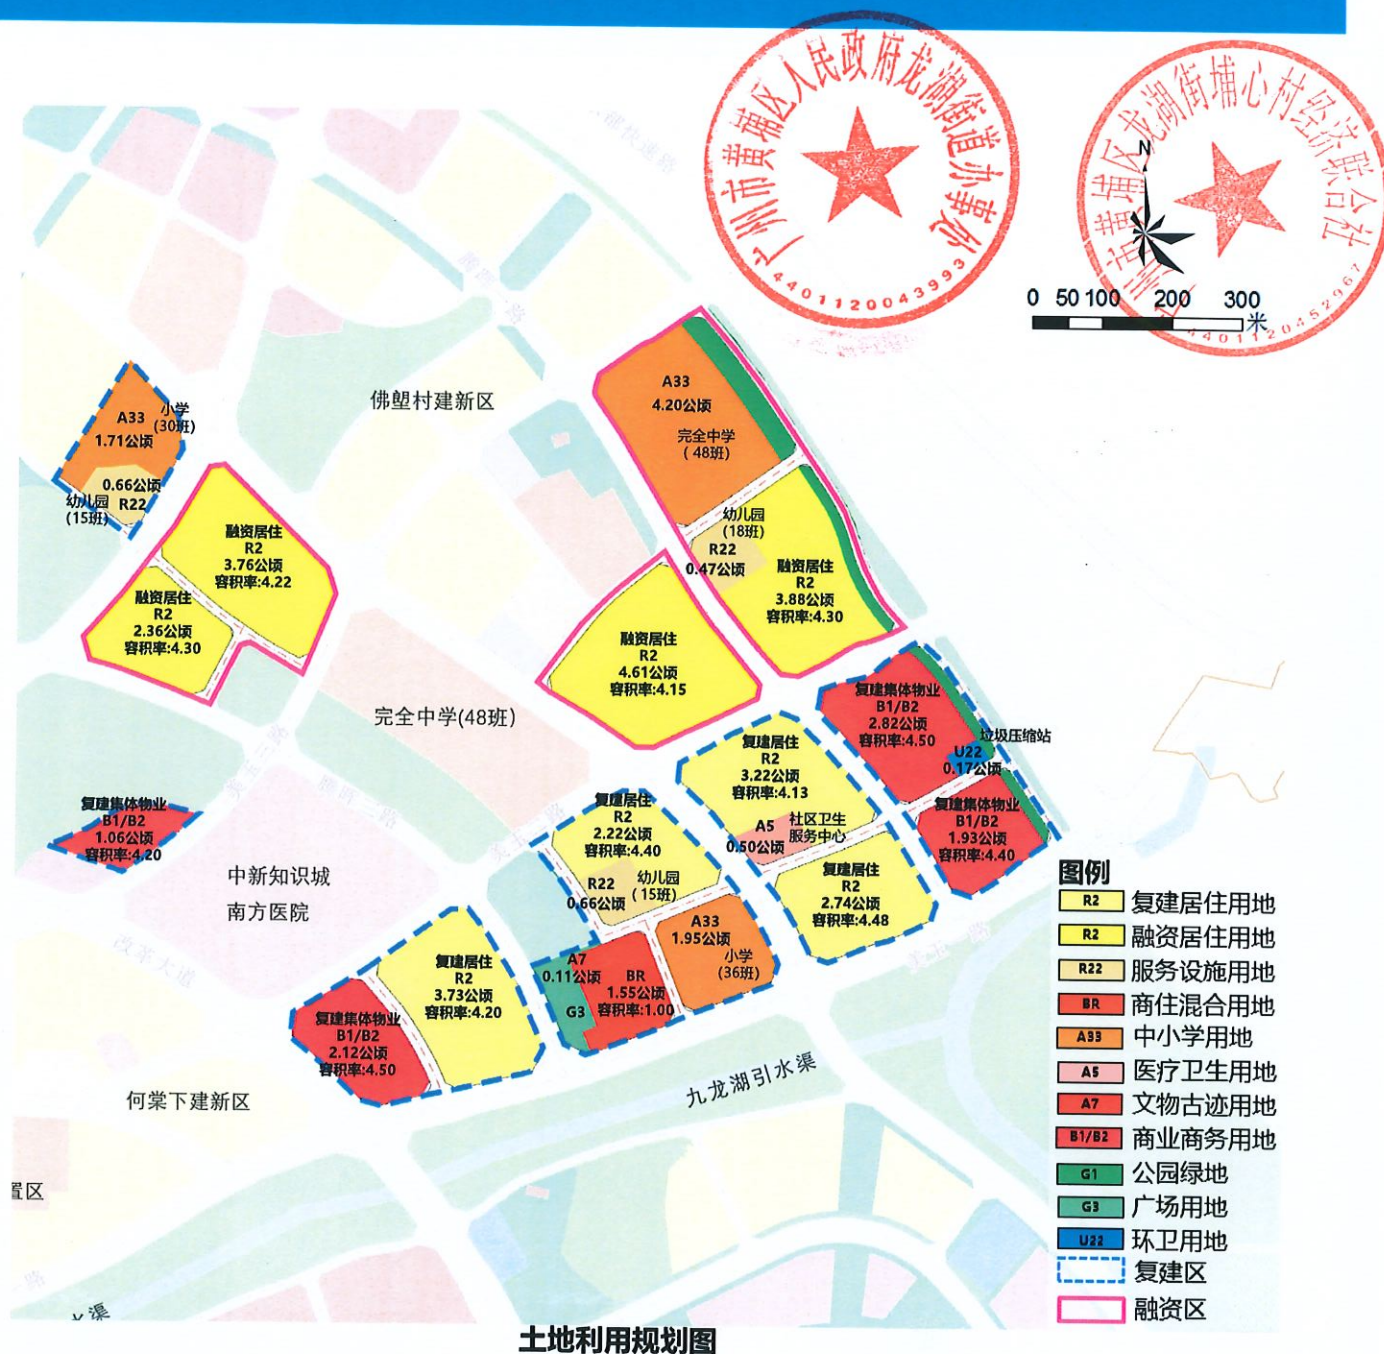 广州市黄埔区人民政府龙湖街道办事处
4401120043993
广州市黄埔区龙湖街埔心村经济联合社
4401120452967
N
0 50 100 200 300
米
佛塱村建新区
A33
4.20公顷
完全中学
(48班)
A33
1.71公顷
小学
(30班)
0.66公顷
R22
幼儿园
(15班)
融资居住
R2
3.76公顷
容积率:4.22
融资居住
R2
2.36公顷
容积率:4.30
幼儿园
(18班)
R22
0.47公顷
融资居住
R2
3.88公顷
容积率:4.30
融资居住
R2
4.61公顷
容积率:4.15
完全中学(48班)
复建集体物业
B1/B2
2.82公顷
容积率:4.50
垃圾压缩站
U22
0.17公顷
复建集体物业
B1/B2
1.93公顷
容积率:4.40
复建居住
R2
3.22公顷
容积率:4.13
A5
0.50公顷
社区卫生
服务中心
复建居住
R2
2.74公顷
容积率:4.48
复建居住
R2
2.22公顷
容积率:4.40
R22
0.66公顷
幼儿园
(15班)
A33
1.95公顷
小学
(36班)
A7
0.11公顷
G3
BR
1.55公顷
容积率:1.00
复建集体物业
B1/B2
1.06公顷
容积率:4.20
中新知识城
南方医院
改革大道
复建居住
R2
3.73公顷
容积率:4.20
复建集体物业
B1/B2
2.12公顷
容积率:4.50
何棠下建新区
九龙湖引水渠
置区
水渠
图例
R2 复建居住用地
R2 融资居住用地
R22 服务设施用地
BR 商住混合用地
A33 中小学用地
A5 医疗卫生用地
A7 文物古迹用地
B1/B2 商业商务用地
G1 公园绿地
G3 广场用地
U22 环卫用地
复建区
融资区
土地利用规划图